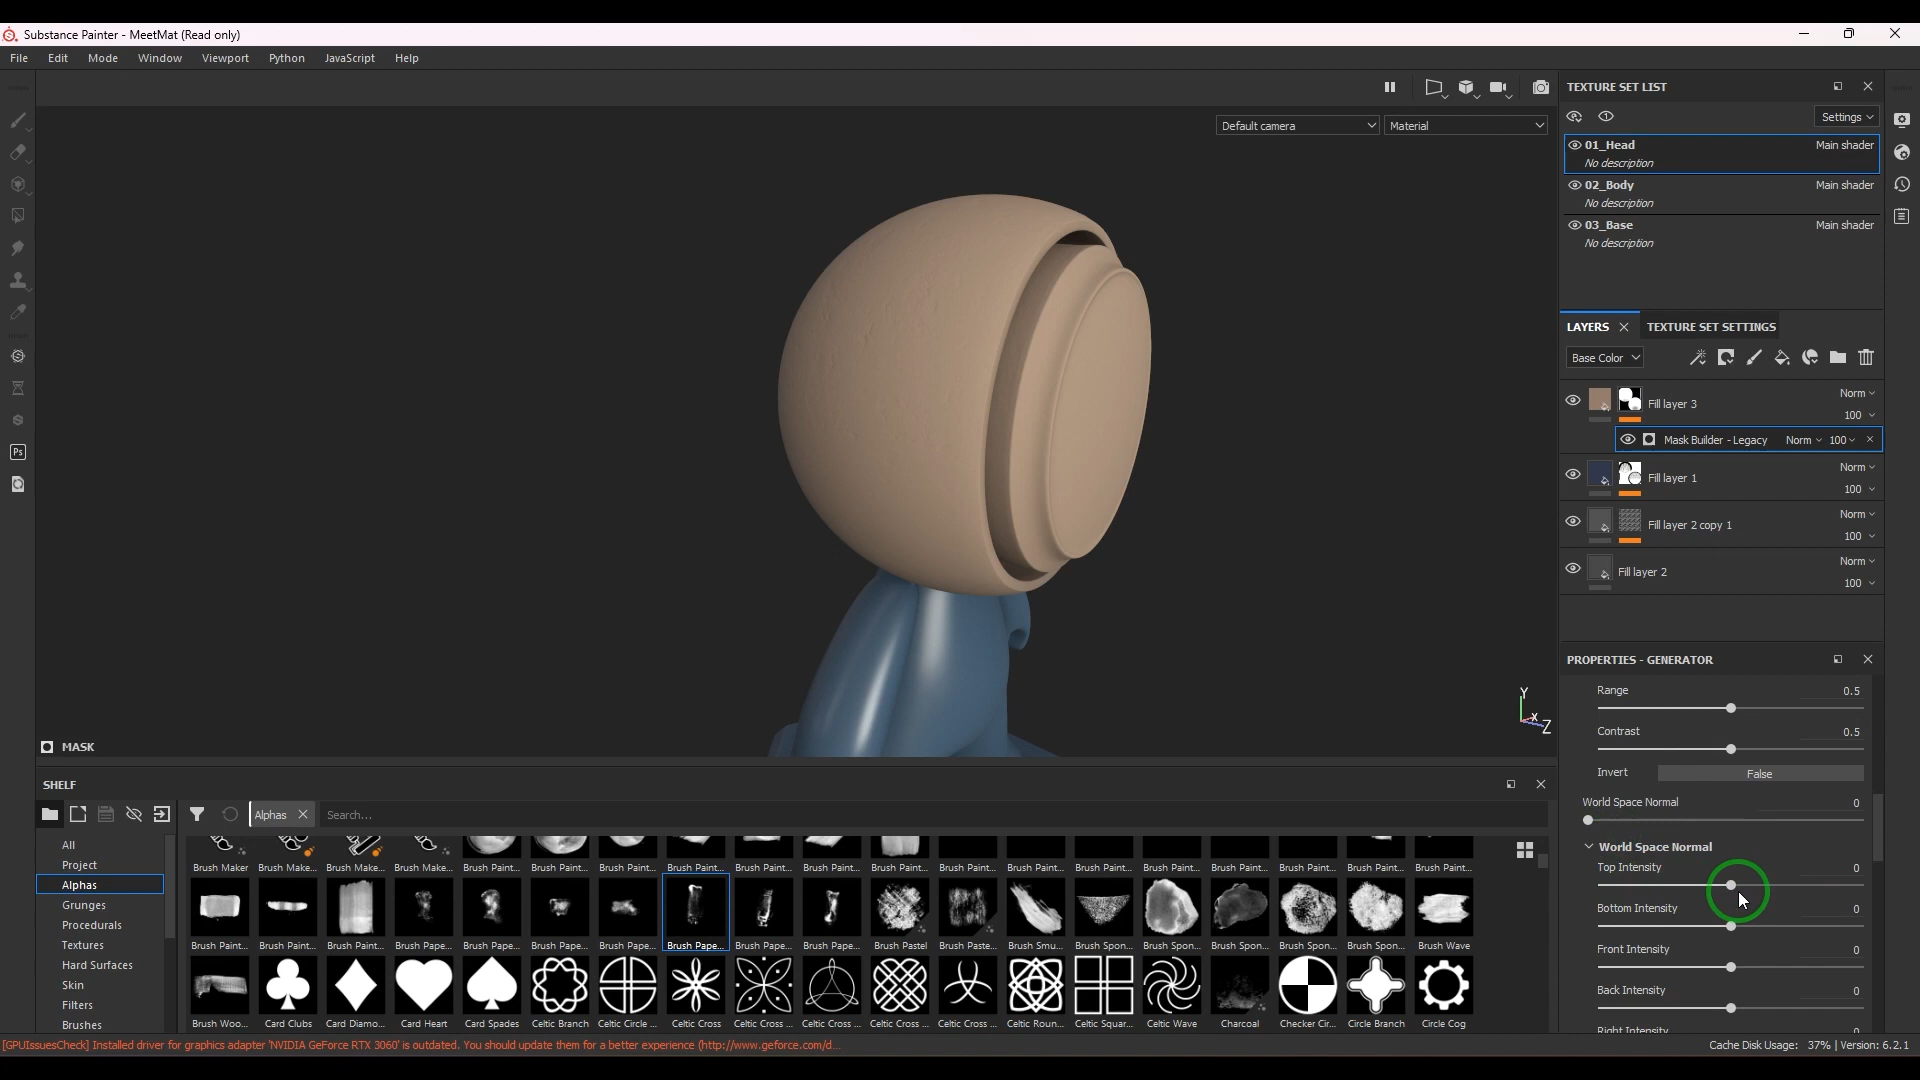 Substance Painter - MeetMat (Read only)
File Edit Mode Window Viewport Python JavaScript Help
Default camera
Material
TEXTURE SET LIST
Settings
01_Head Main shader
No description
02_Body Main shader
No description
03_Base Main shader
No description
LAYERS TEXTURE SET SETTINGS
Base Color
Fill layer 3 Norm 100
Mask Builder - Legacy Norm 100
Fill layer 1 Norm 100
Fill layer 2 copy 1 Norm 100
Fill layer 2 Norm 100
Ps
PROPERTIES - GENERATOR
Range 0.5
Contrast 0.5
Invert False
World Space Normal 0
World Space Normal
Top Intensity 0
Bottom Intensity 0
Front Intensity 0
Back Intensity 0
Right Intensity 0
Y
X
Z
MASK
SHELF
Alphas
Search...
All
Project
Alphas
Grunges
Procedurals
Textures
Hard Surfaces
Skin
Filters
Brushes
Brush Maker Brush Make... Brush Make... Brush Make... Brush Paint... Brush Paint... Brush Paint... Brush Paint... Brush Paint... Brush Paint... Brush Paint... Brush Paint... Brush Paint... Brush Paint... Brush Paint... Brush Paint... Brush Paint... Brush Paint... Brush Paint...
Brush Paint... Brush Paint... Brush Paint... Brush Pape... Brush Pape... Brush Pape... Brush Pape... Brush Pape... Brush Pape... Brush Pape... Brush Pastel Brush Paste... Brush Smu... Brush Spon... Brush Spon... Brush Spon... Brush Spon... Brush Spon... Brush Wave
Brush Woo... Card Clubs Card Diamo... Card Heart Card Spades Celtic Branch Celtic Circle ... Celtic Cross Celtic Cross ... Celtic Cross ... Celtic Cross ... Celtic Cross ... Celtic Roun... Celtic Squar... Celtic Wave Charcoal Checker Cir... Circle Branch Circle Cog
[GPUIssuesCheck] Installed driver for graphics adapter 'NVIDIA GeForce RTX 3060' is outdated. You should update them for a better experience (http://www.geforce.com/d...
Cache Disk Usage: 37% | Version: 6.2.1